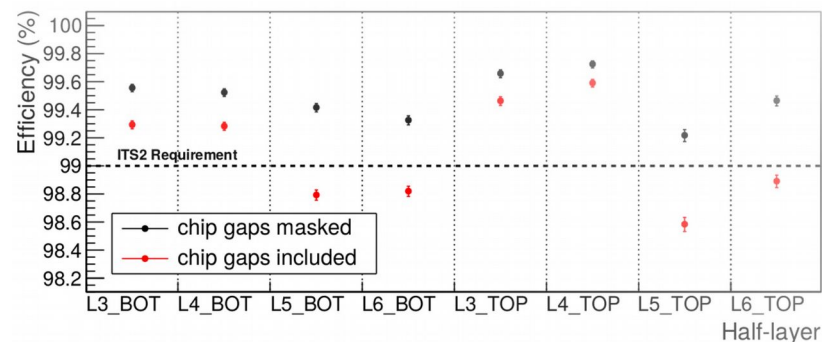 Efficiency (%)
100
99.8
99.6
99.4
99.2
99
98.8
98.6
98.4
98.2
ITS2 Requirement
chip gaps masked
chip gaps included
L3_BOT L4_BOT L5_BOT L6_BOT L3_TOP L4_TOP L5_TOP L6_TOP
Half-layer